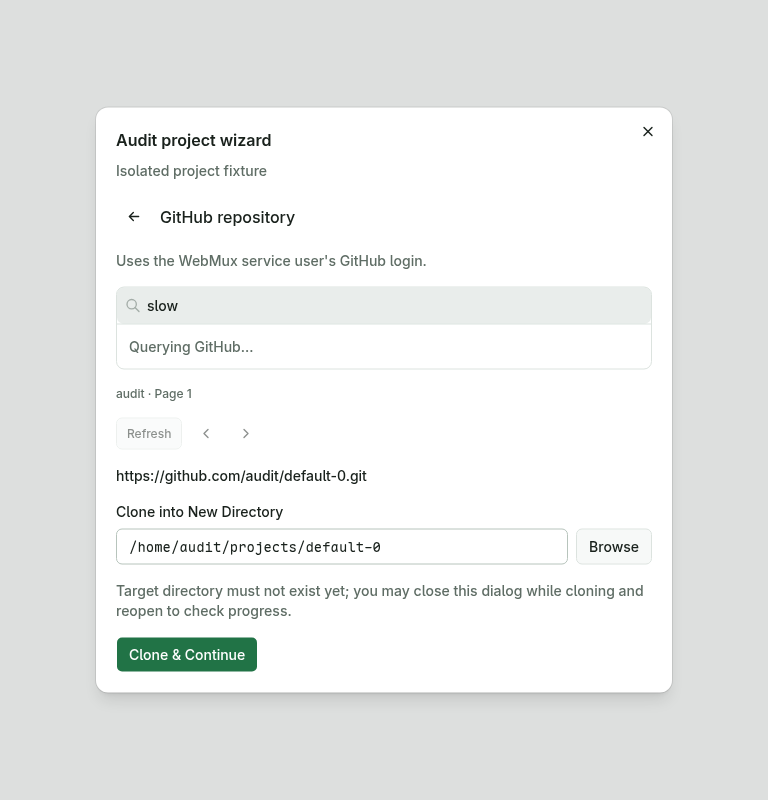 Audit project wizard
Isolated project fixture
GitHub repository
Uses the WebMux service user's GitHub login.
slow
Querying GitHub…
audit · Page 1
Refresh
https://github.com/audit/default-0.git
Clone into New Directory
/home/audit/projects/default-0
Browse
Target directory must not exist yet; you may close this dialog while cloning and
reopen to check progress.
Clone & Continue